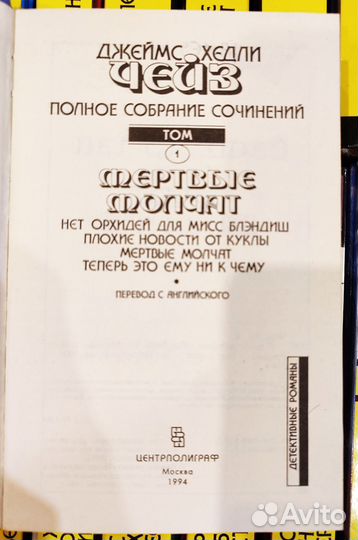 ДЖЕЙМС ХЕДЛИ
ЧЕЙЗ
ПОЛНОЕ СОБРАНИЕ СОЧИНЕНИЙ
ТОМ
1
МЕРТВЫЕ
МОЛЧАТ
НЕТ ОРХИДЕЙ ДЛЯ МИСС БЛЭНДИШ
ПЛОХИЕ НОВОСТИ ОТ КУКЛЫ
МЕРТВЫЕ МОЛЧАТ
ТЕПЕРЬ ЭТО ЕМУ НИ К ЧЕМУ
ПЕРЕВОД С АНГЛИЙСКОГО
ДЕТЕКТИВНЫЕ РОМАНЫ
ЦЕНТРПОЛИГРАФ
Москва
1994
Avito